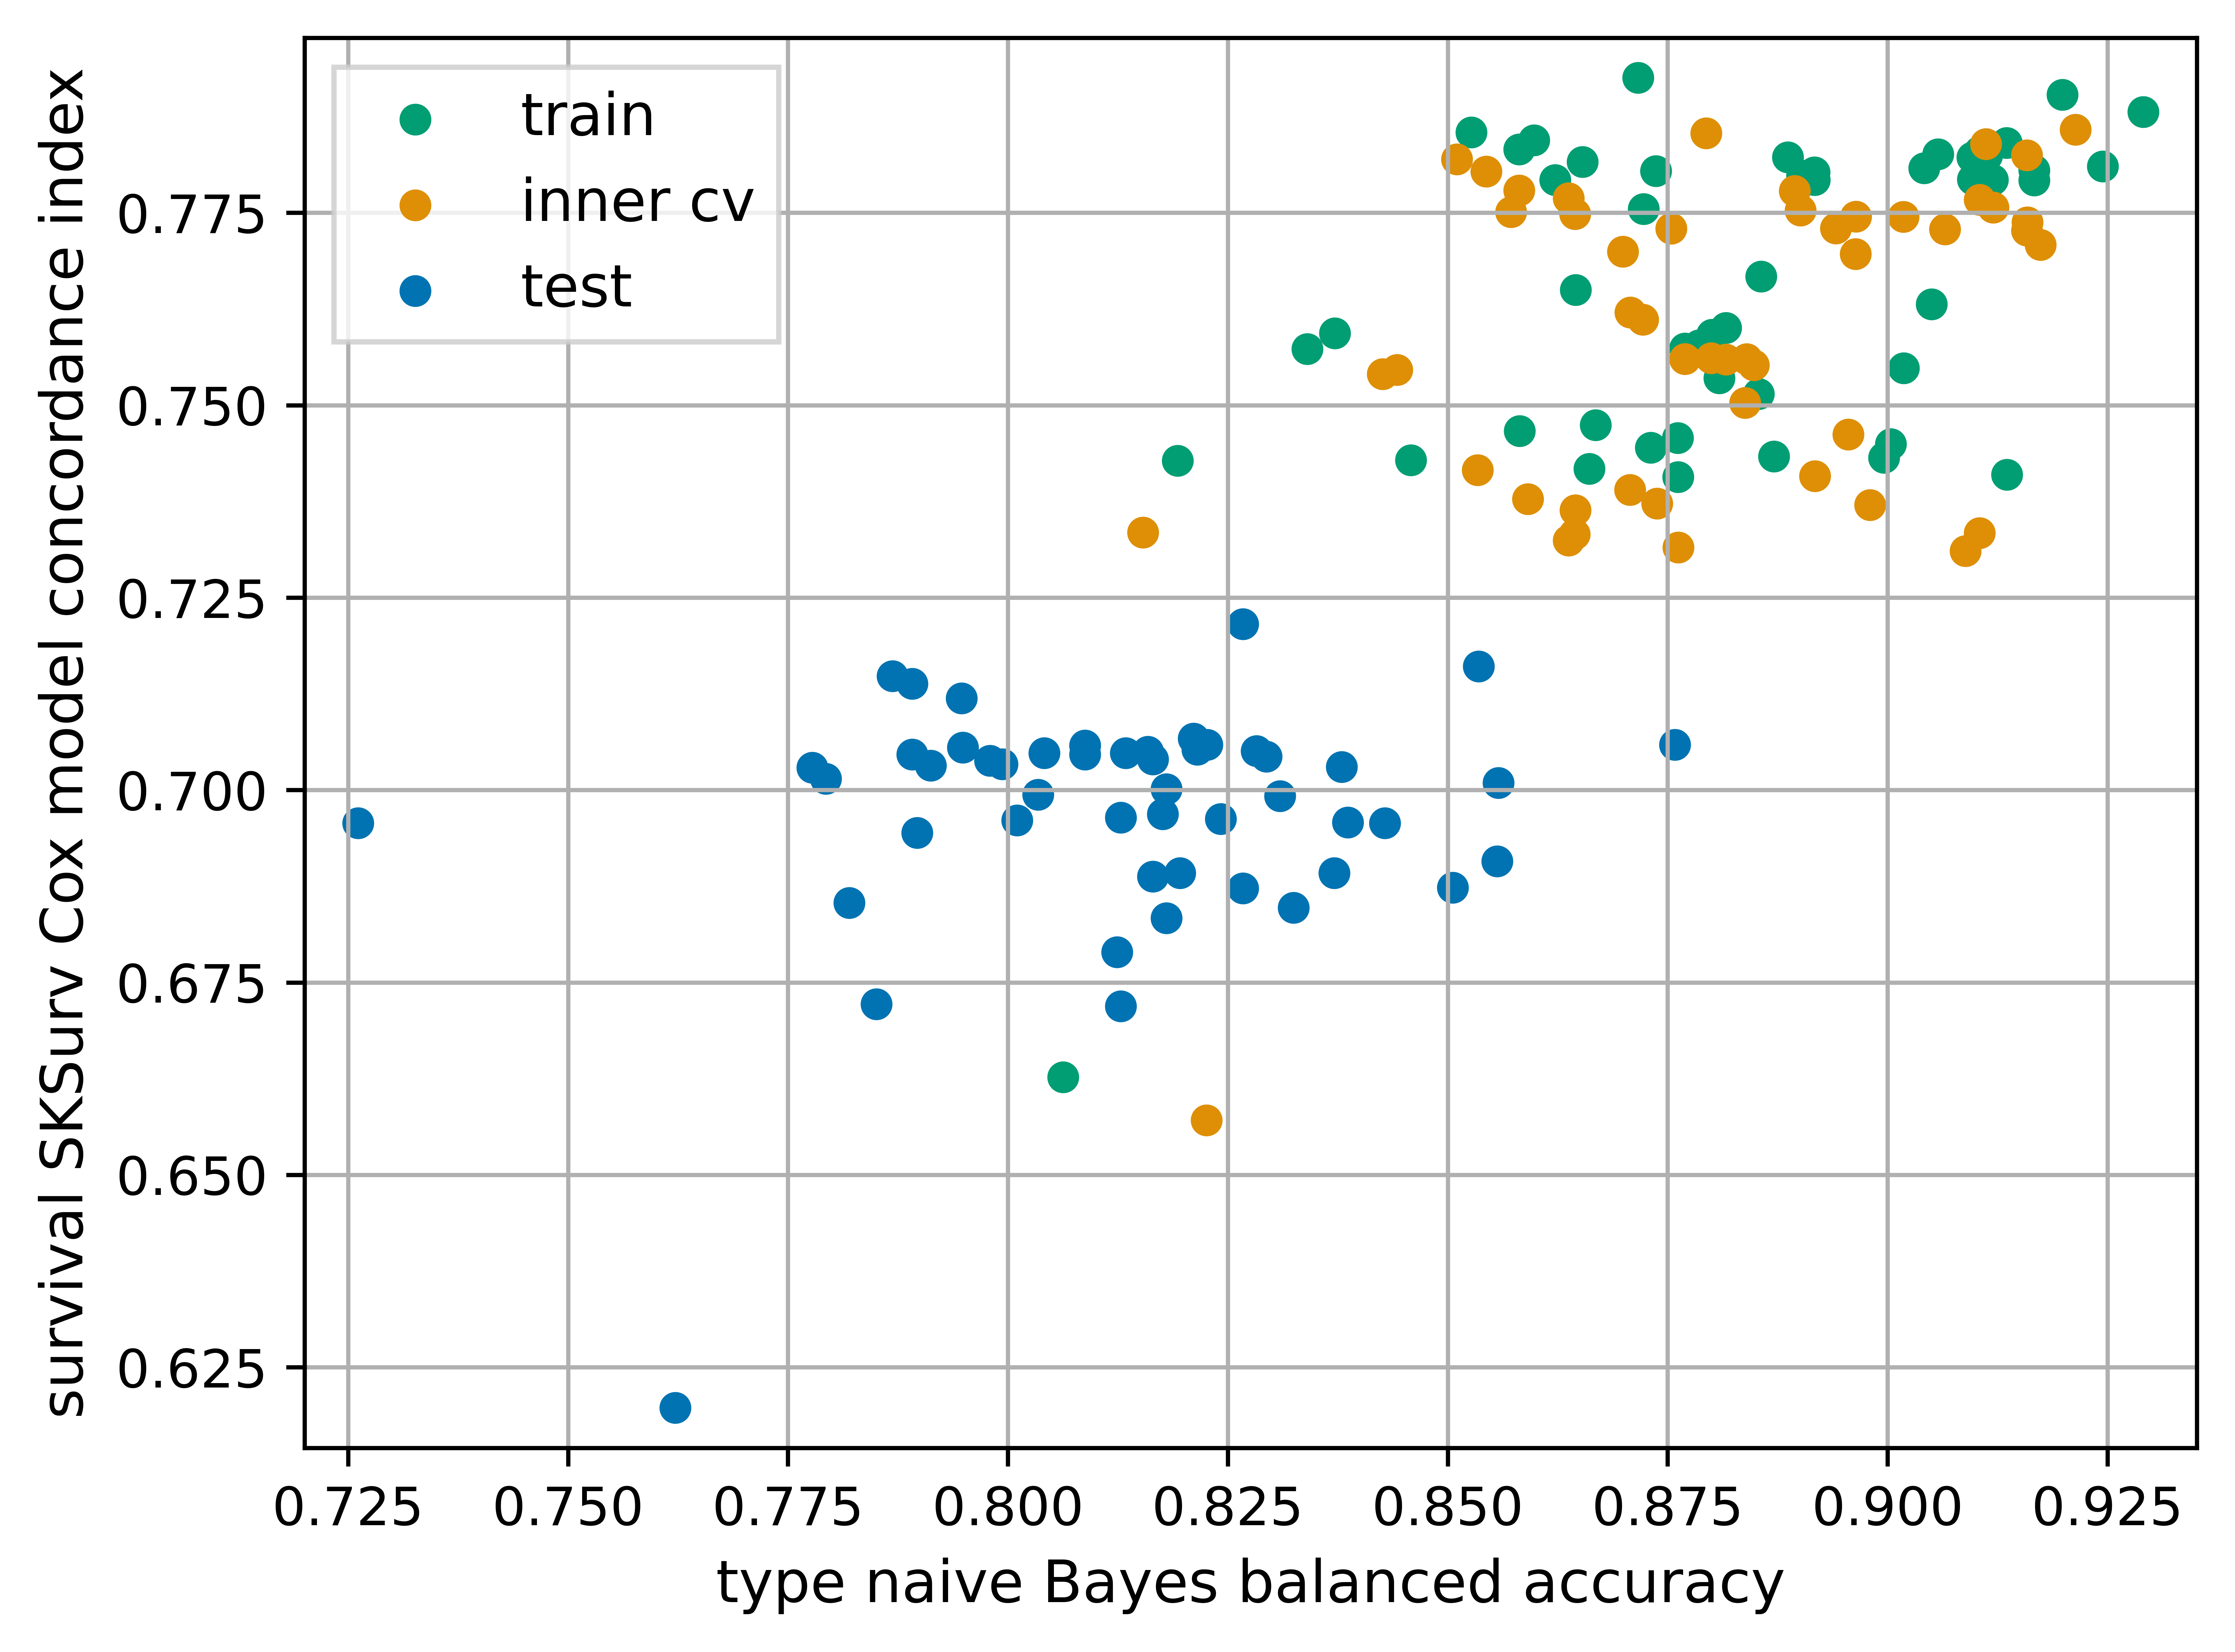 train
inner cv
test
survival SKSurv Cox model concordance index
0.775
0.750
0.725
0.700
0.675
0.650
0.625
0.725 0.750 0.775 0.800 0.825 0.850 0.875 0.900 0.925
type naive Bayes balanced accuracy